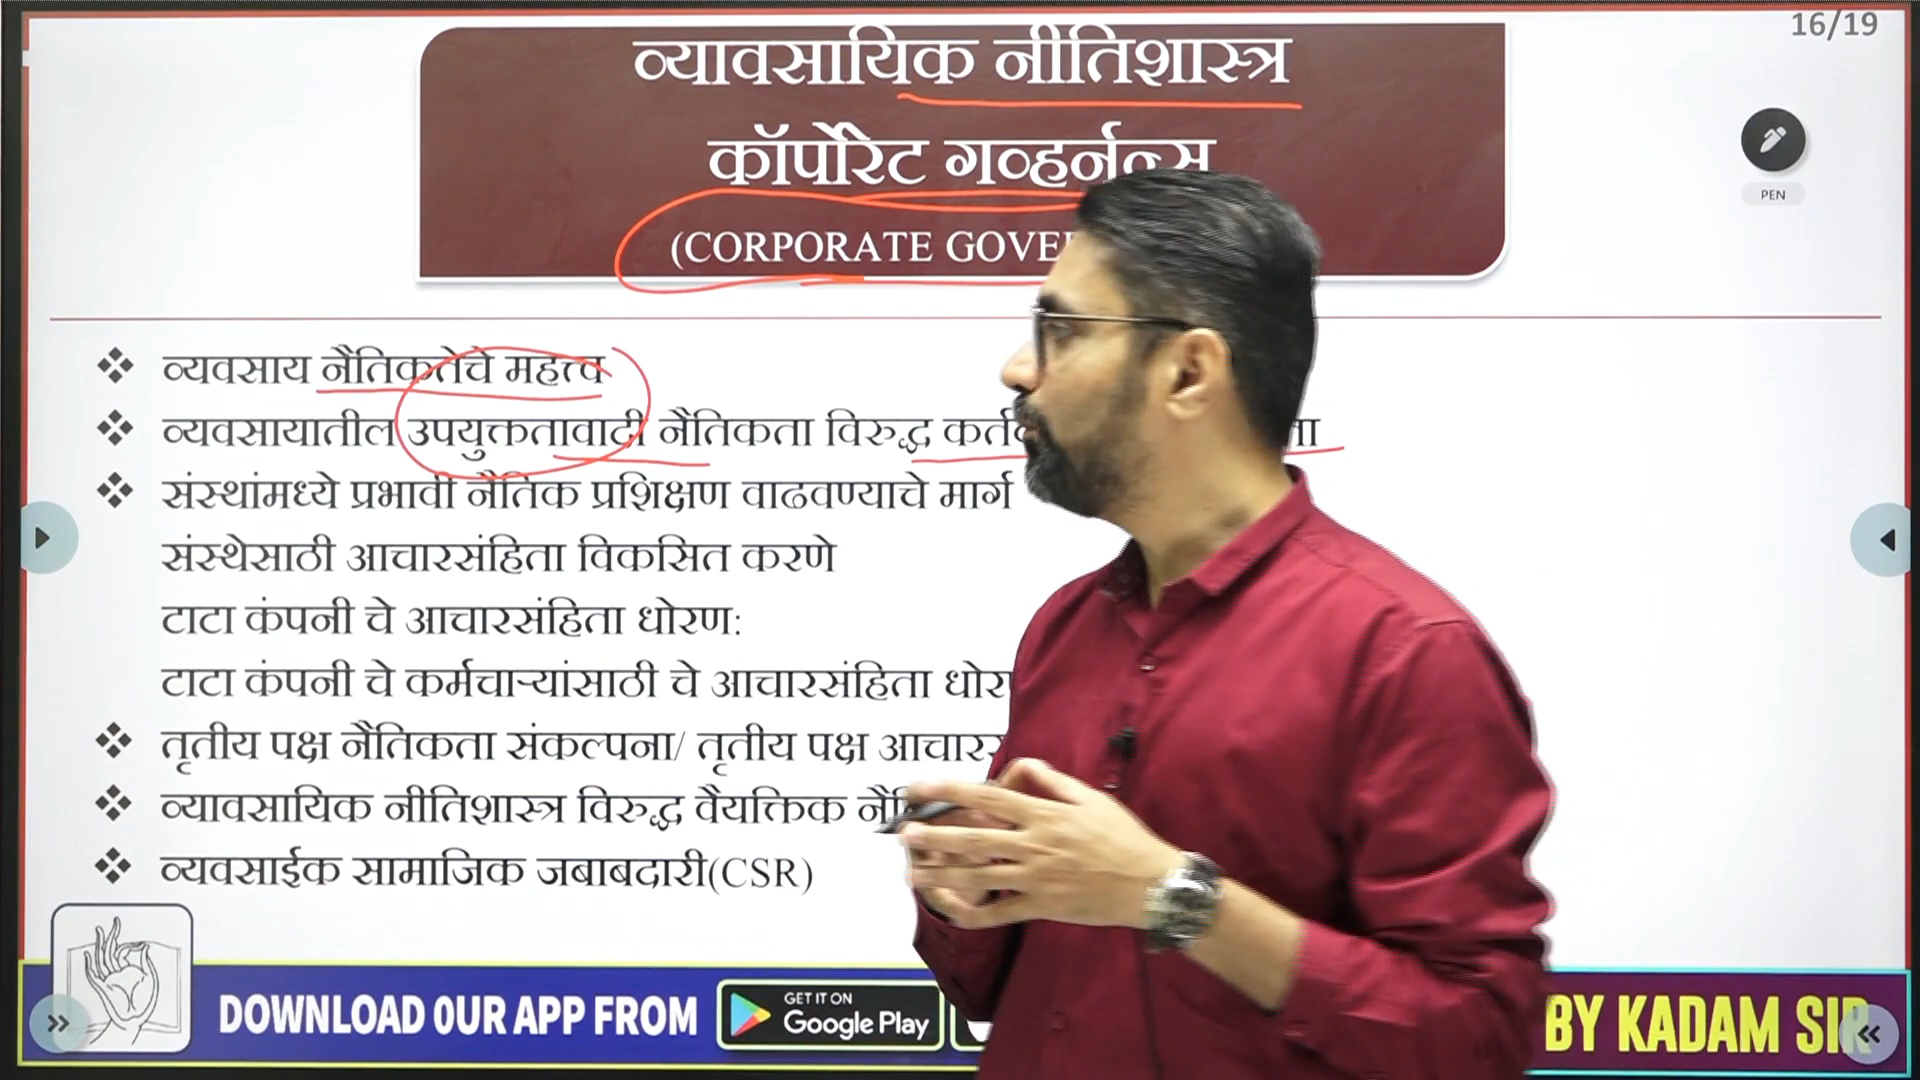 16/19
व्यावसायिक नीतिशास्त्र
कॉर्पोरेट गव्हर्नन्स
(CORPORATE
PEN
❖ व्यवसाय नैतिकतेचे महत्त्व
❖ व्यवसायातील उपयुक्ततावादी नैतिकता विरुद्ध
❖ संस्थांमध्ये प्रभावी नैतिक प्रशिक्षण वाढवण्याचे मार्ग
संस्थेसाठी आचारसंहिता विकसित करणे
टाटा कंपनी चे आचारसंहिता धोरण:
टाटा कंपनी चे कर्मचाऱ्यांसाठी चे आचारसंहिता
❖ तृतीय पक्ष नैतिकता संकल्पना/ तृतीय पक्ष
❖ व्यावसायिक नीतिशास्त्र विरुद्ध वैयक्तिक
❖ व्यवसाईक सामाजिक जबाबदारी(CSR)
DOWNLOAD 0UR APP FROM
GET IT ON
Google Play
BY KADAM SIR